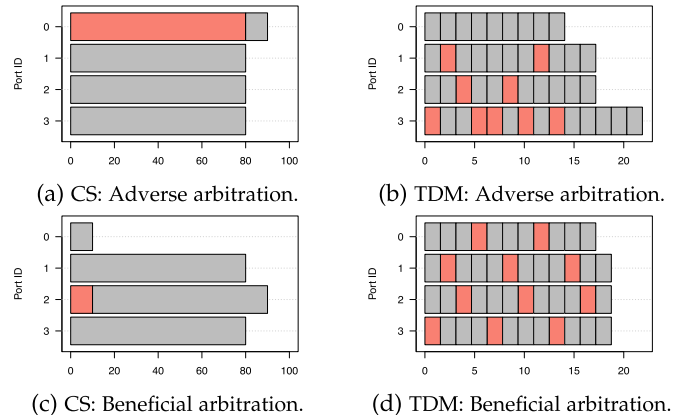 Port ID
0
1
2
3
0 20 40 60 80 100
(a) CS: Adverse arbitration.
Port ID
0
1
2
3
0 5 10 15 20
(b) TDM: Adverse arbitration.
Port ID
0
1
2
3
0 20 40 60 80 100
(c) CS: Beneficial arbitration.
Port ID
0
1
2
3
0 5 10 15 20
(d) TDM: Beneficial arbitration.